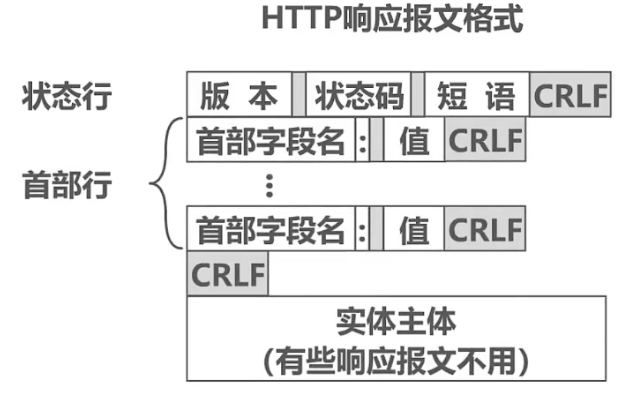 HTTP响应报文格式
状态行 版本 状态码 短语 CRLF
首部字段名 : 值 CRLF
首部行 ⋮
首部字段名 : 值 CRLF
CRLF
实体主体
（有些响应报文不用）